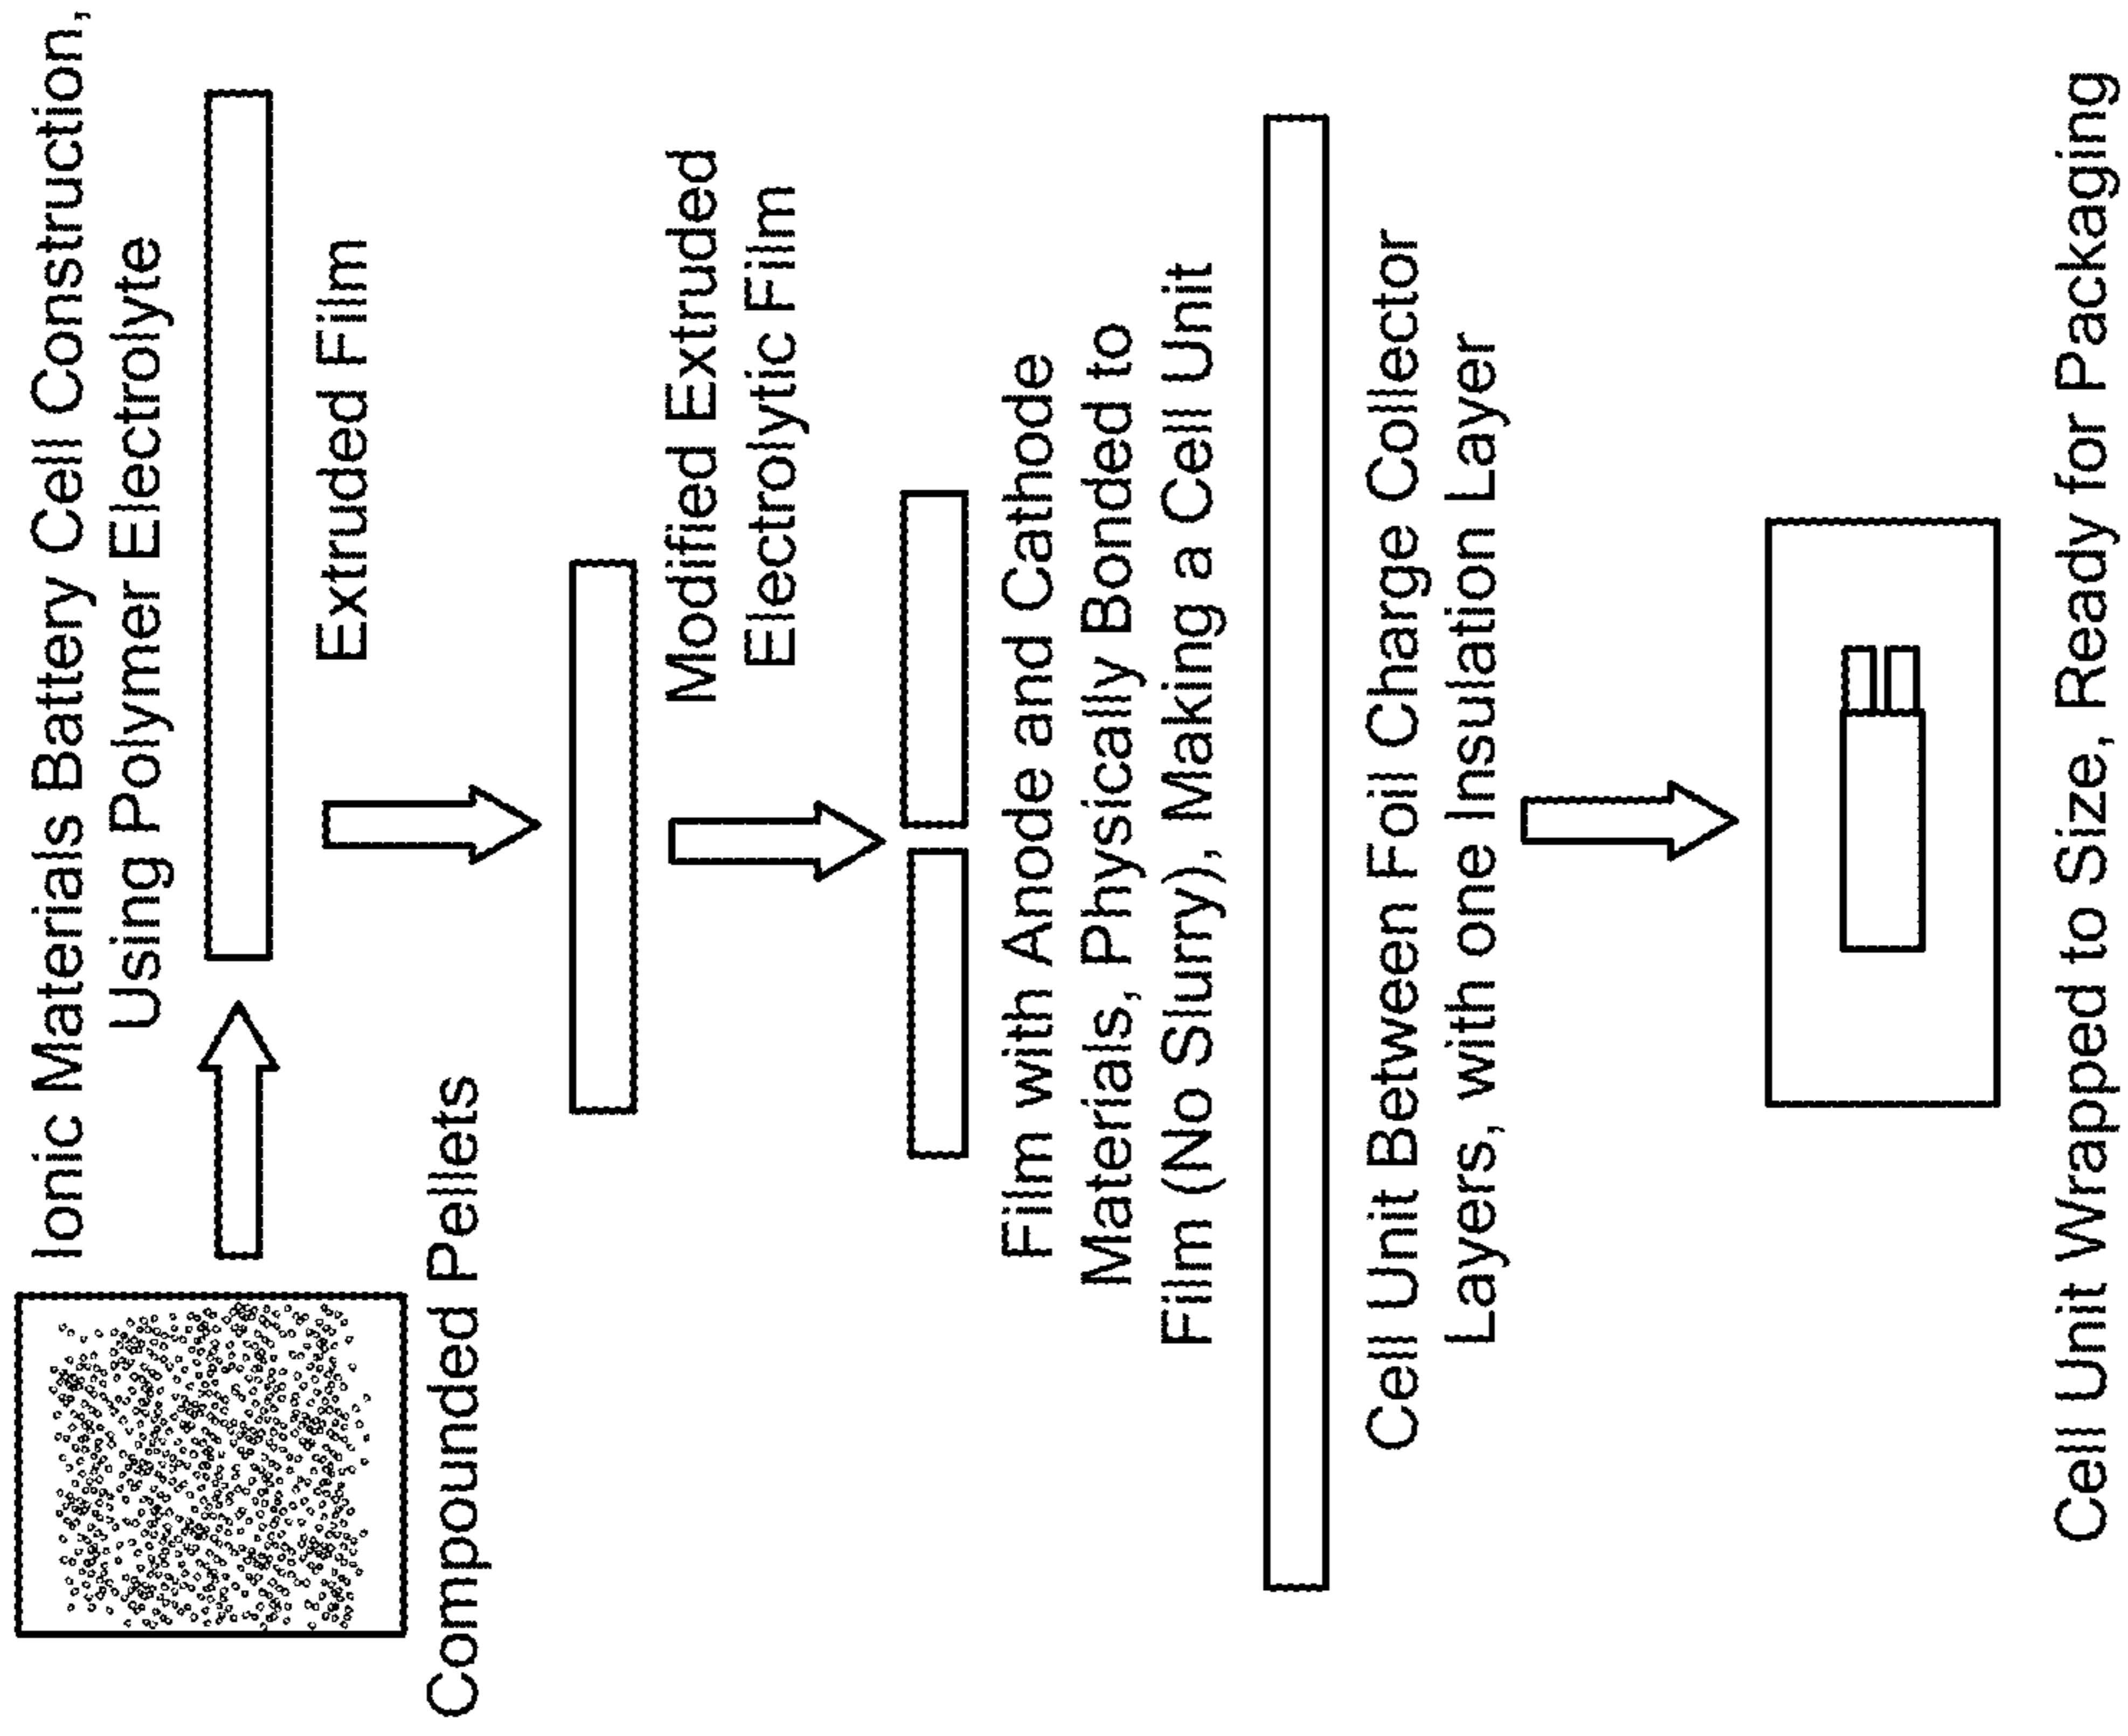 Ionic Materials Battery Cell Construction,
Using Polymer Electrolyte
Compounded Pellets
Extruded Film
Modified Extruded
Electrolytic Film
Film with Anode and Cathode
Materials, Physically Bonded to
Film (No Slurry), Making a Cell Unit
Cell Unit Between Foil Charge Collector
Layers, with one Insulation Layer
Cell Unit Wrapped to Size, Ready for Packaging